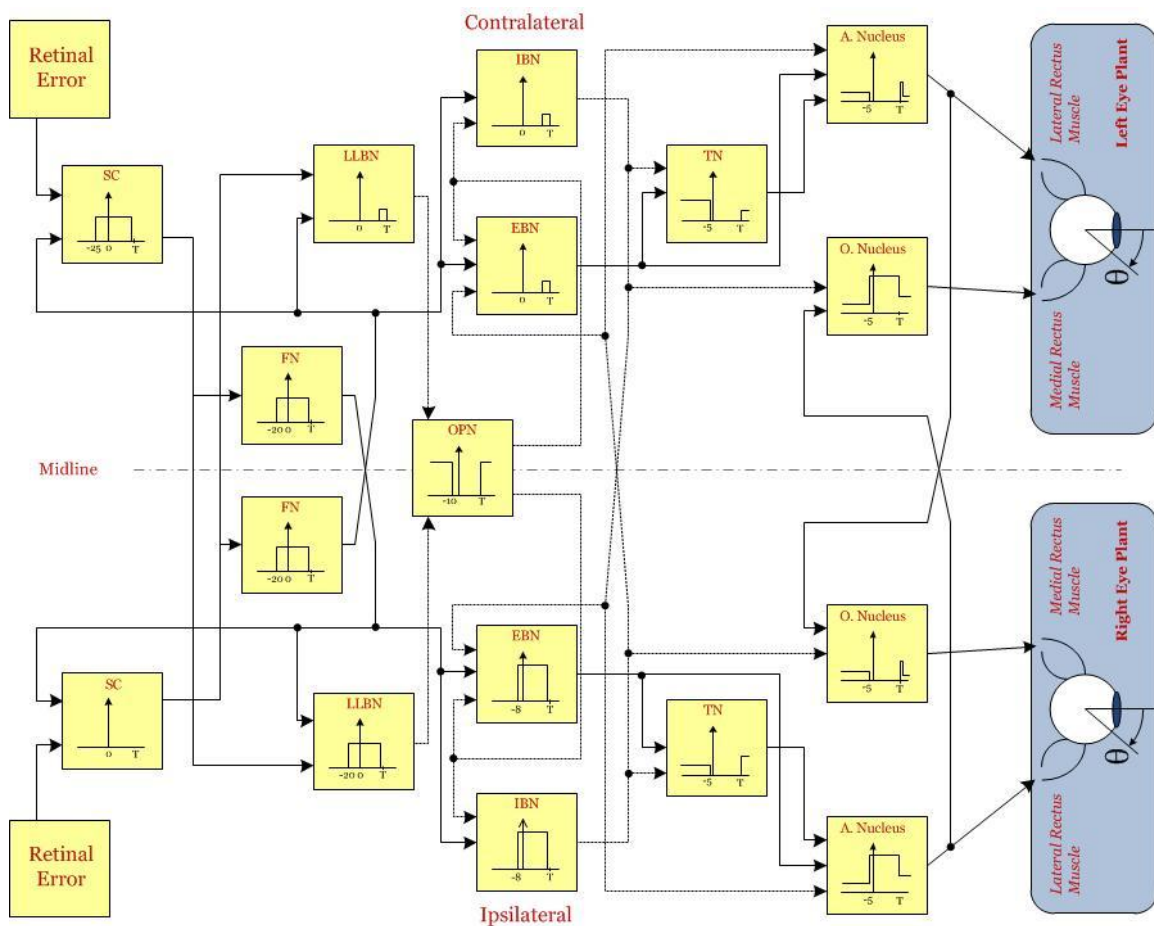 Contralateral
Retinal
Error
SC
-25 0 T
LLBN
0 T
IBN
0 T
EBN
0 T
TN
-5 T
A. Nucleus
-5 T
O. Nucleus
-5 T
Lateral Rectus
Muscle
Left Eye Plant
θ
Medial Rectus
Muscle
FN
-20 0 T
OPN
-10 T
Midline
FN
-20 0 T
SC
0 T
LLBN
-20 0 T
EBN
-8 T
IBN
-8 T
TN
-5 T
O. Nucleus
-5 T
A. Nucleus
-5 T
Medial Rectus
Muscle
Right Eye Plant
θ
Lateral Rectus
Muscle
Retinal
Error
Ipsilateral